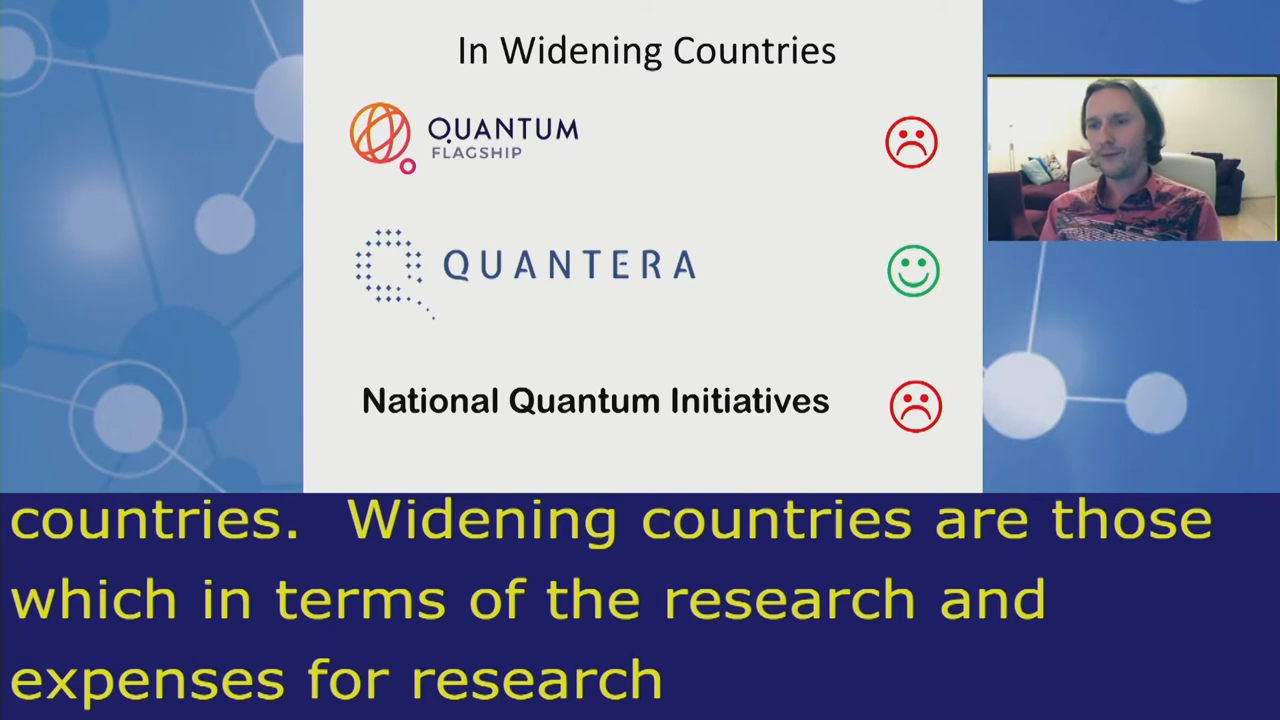 In Widening Countries
QUANTUM
FLAGSHIP
QUANTERA
National Quantum Initiatives
countries.  Widening countries are those
which in terms of the research and
expenses for research